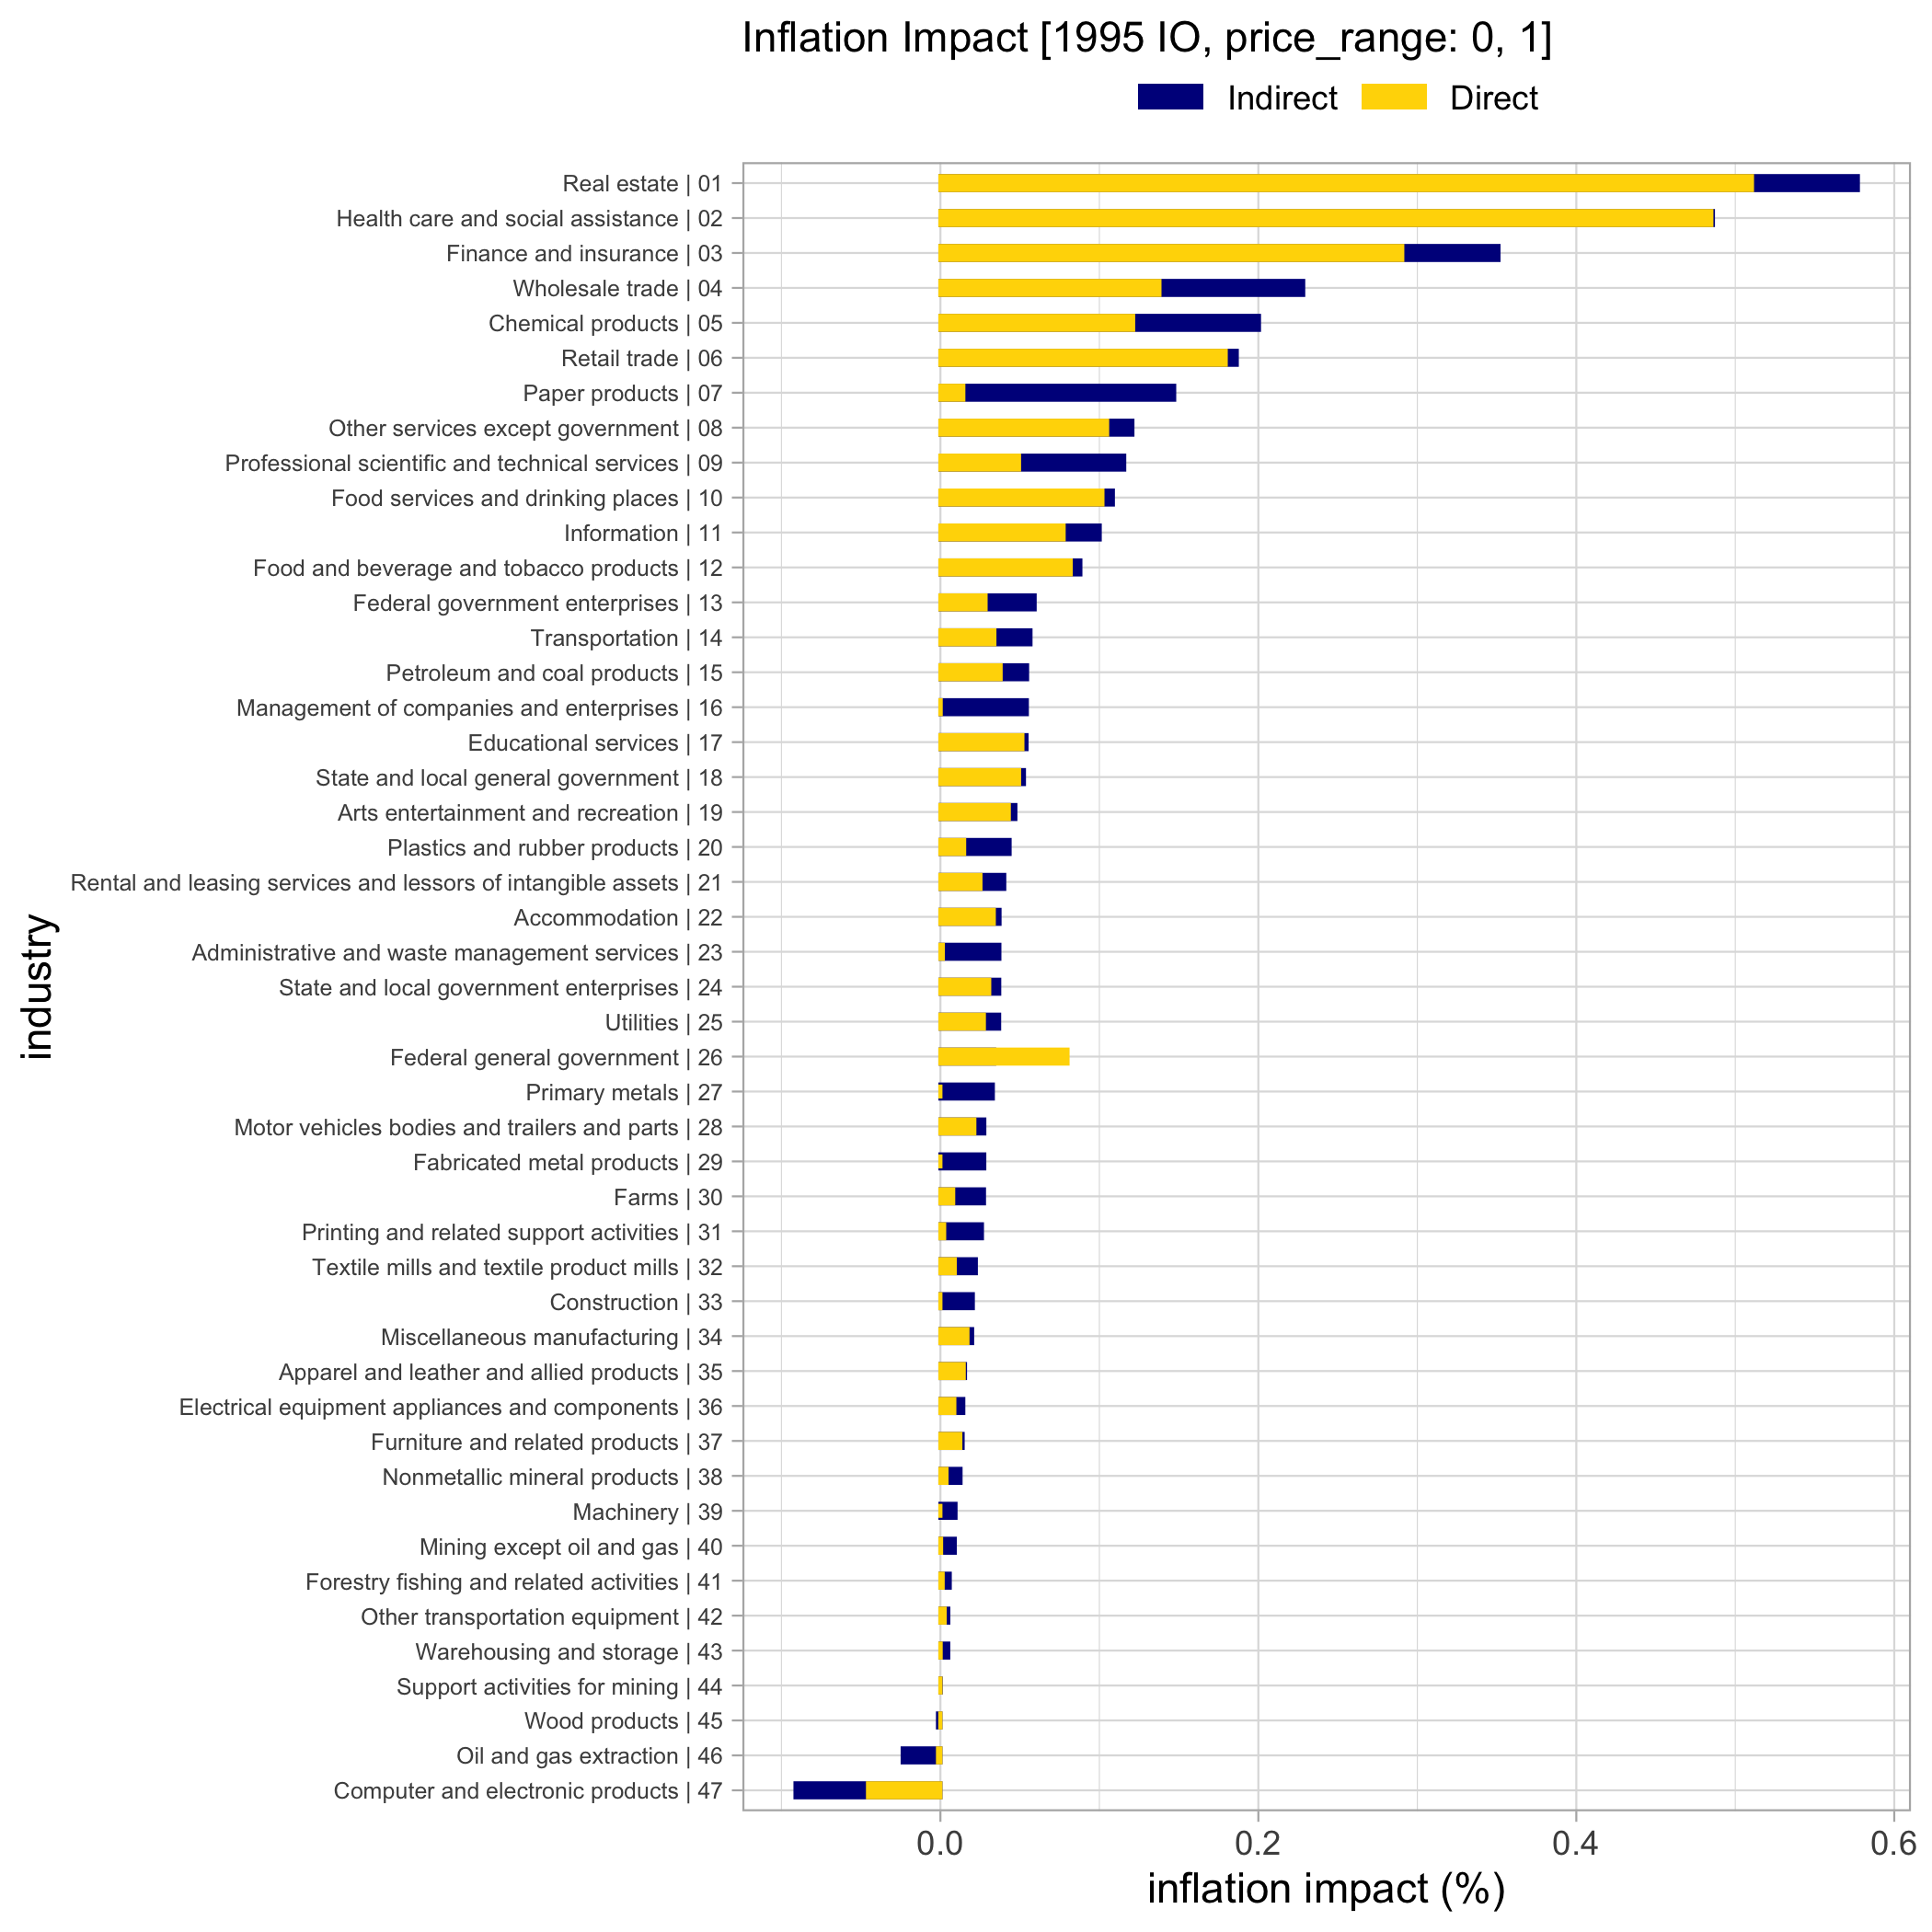 Inflation Impact [1995 IO, price_range: 0, 1]
Indirect Direct
Real estate | 01
Health care and social assistance | 02
Finance and insurance | 03
Wholesale trade | 04
Chemical products | 05
Retail trade | 06
Paper products | 07
Other services except government | 08
Professional scientific and technical services | 09
Food services and drinking places | 10
Information | 11
Food and beverage and tobacco products | 12
Federal government enterprises | 13
Transportation | 14
Petroleum and coal products | 15
Management of companies and enterprises | 16
Educational services | 17
State and local general government | 18
Arts entertainment and recreation | 19
Plastics and rubber products | 20
Rental and leasing services and lessors of intangible assets | 21
Accommodation | 22
Administrative and waste management services | 23
State and local government enterprises | 24
Utilities | 25
Federal general government | 26
Primary metals | 27
Motor vehicles bodies and trailers and parts | 28
Fabricated metal products | 29
Farms | 30
Printing and related support activities | 31
Textile mills and textile product mills | 32
Construction | 33
Miscellaneous manufacturing | 34
Apparel and leather and allied products | 35
Electrical equipment appliances and components | 36
Furniture and related products | 37
Nonmetallic mineral products | 38
Machinery | 39
Mining except oil and gas | 40
Forestry fishing and related activities | 41
Other transportation equipment | 42
Warehousing and storage | 43
Support activities for mining | 44
Wood products | 45
Oil and gas extraction | 46
Computer and electronic products | 47
industry
0.0 0.2 0.4 0.6
inflation impact (%)